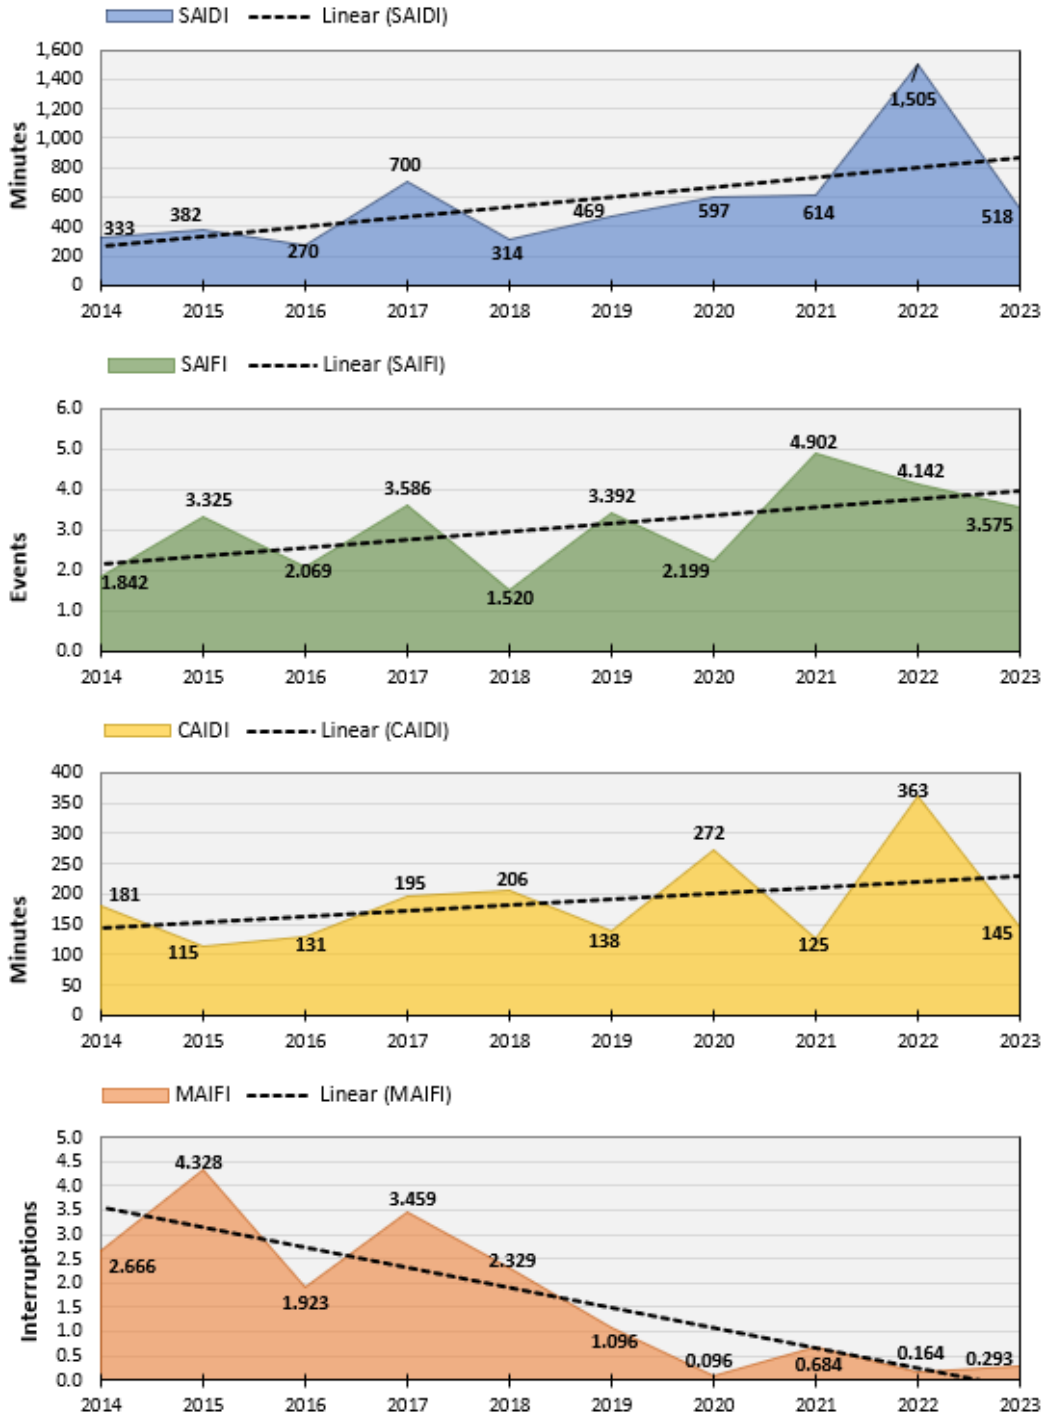 SAIDI Linear (SAIDI)
1,600
1,400
1,200
1,000
800
600
400
200
0
Minutes
333 382 270 700 314 469 597 614 1,505 518
2014 2015 2016 2017 2018 2019 2020 2021 2022 2023
SAIFI Linear (SAIFI)
6.0
5.0
4.0
3.0
2.0
1.0
0.0
Events
1.842 3.325 2.069 3.586 1.520 3.392 2.199 4.902 4.142 3.575
2014 2015 2016 2017 2018 2019 2020 2021 2022 2023
CAIDI Linear (CAIDI)
400
350
300
250
200
150
100
50
0
Minutes
181 115 131 195 206 138 272 125 363 145
2014 2015 2016 2017 2018 2019 2020 2021 2022 2023
MAIFI Linear (MAIFI)
5.0
4.5
4.0
3.5
3.0
2.5
2.0
1.5
1.0
0.5
0.0
Interruptions
2.666 4.328 1.923 3.459 2.329 1.096 0.096 0.684 0.164 0.293
2014 2015 2016 2017 2018 2019 2020 2021 2022 2023